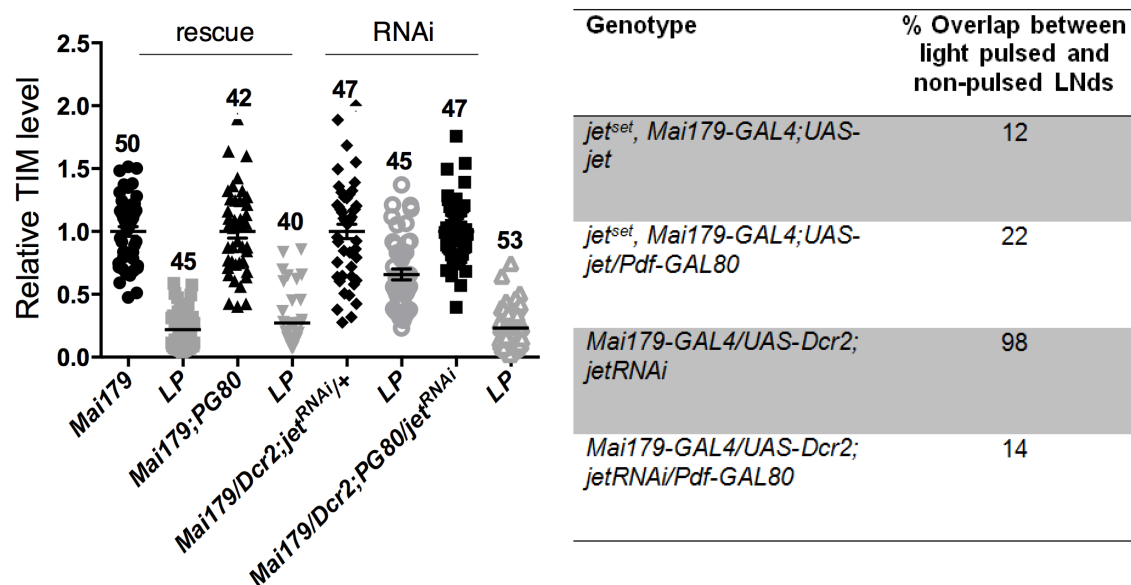 rescue RNAi
Relative TIM level
2.5
2.0
1.5
1.0
0.5
0.0
50
45
42
40
47
45
47
53
Mai179
LP
Mai179;PG80
LP
Mai179/Dcr2;jetRNAi/+
LP
Mai179/Dcr2;PG80/jetRNAi
LP
Genotype % Overlap between
light pulsed and
non-pulsed LNds
jetset, Mai179-GAL4;UAS- 12
jet
jetset, Mai179-GAL4;UAS- 22
jet/Pdf-GAL80
Mai179-GAL4/UAS-Dcr2; 98
jetRNAi
Mai179-GAL4/UAS-Dcr2; 14
jetRNAi/Pdf-GAL80